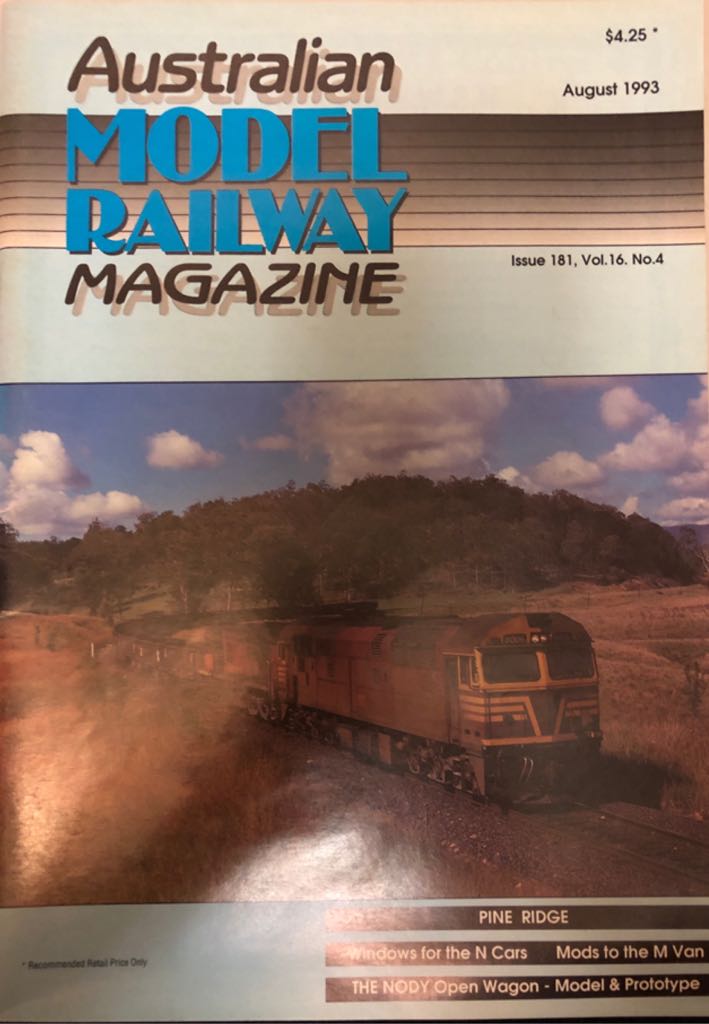 $4.25 *
Australian
August 1993
MODEL
RAILWAY
Issue 181, Vol.16. No.4
MAGAZINE
PINE RIDGE
Windows for the N Cars Mods to the M Van
* Recommended Retail Price Only
THE NODY Open Wagon - Model & Prototype